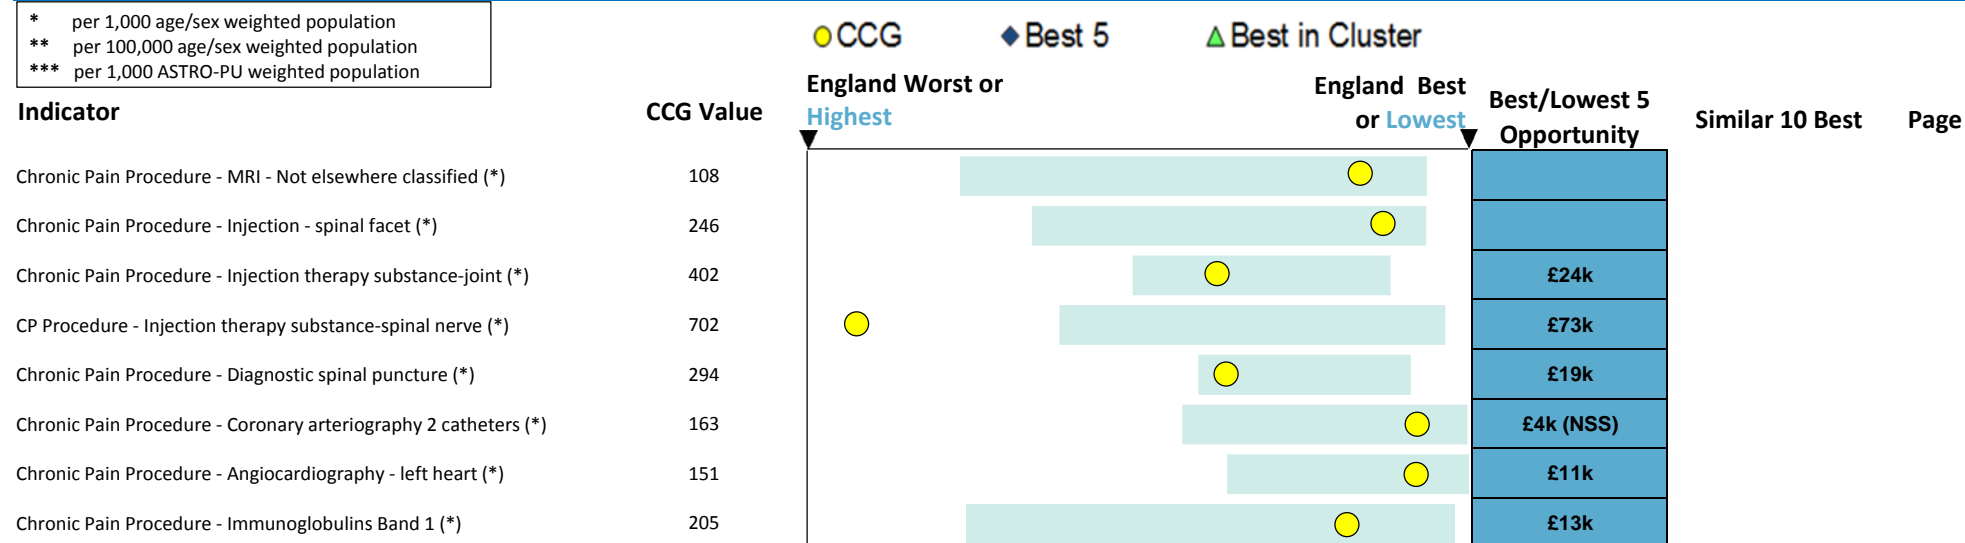 * per 1,000 age/sex weighted population
** per 100,000 age/sex weighted population
*** per 1,000 ASTRO-PU weighted population
CCG Best 5 Best in Cluster
Indicator CCG Value England Worst or Highest England Best or Lowest Best/Lowest 5 Opportunity Similar 10 Best Page
Chronic Pain Procedure - MRI - Not elsewhere classified (*) 108
Chronic Pain Procedure - Injection - spinal facet (*) 246
Chronic Pain Procedure - Injection therapy substance-joint (*) 402 £24k
CP Procedure - Injection therapy substance-spinal nerve (*) 702 £73k
Chronic Pain Procedure - Diagnostic spinal puncture (*) 294 £19k
Chronic Pain Procedure - Coronary arteriography 2 catheters (*) 163 £4k (NSS)
Chronic Pain Procedure - Angiocardiography - left heart (*) 151 £11k
Chronic Pain Procedure - Immunoglobulins Band 1 (*) 205 £13k